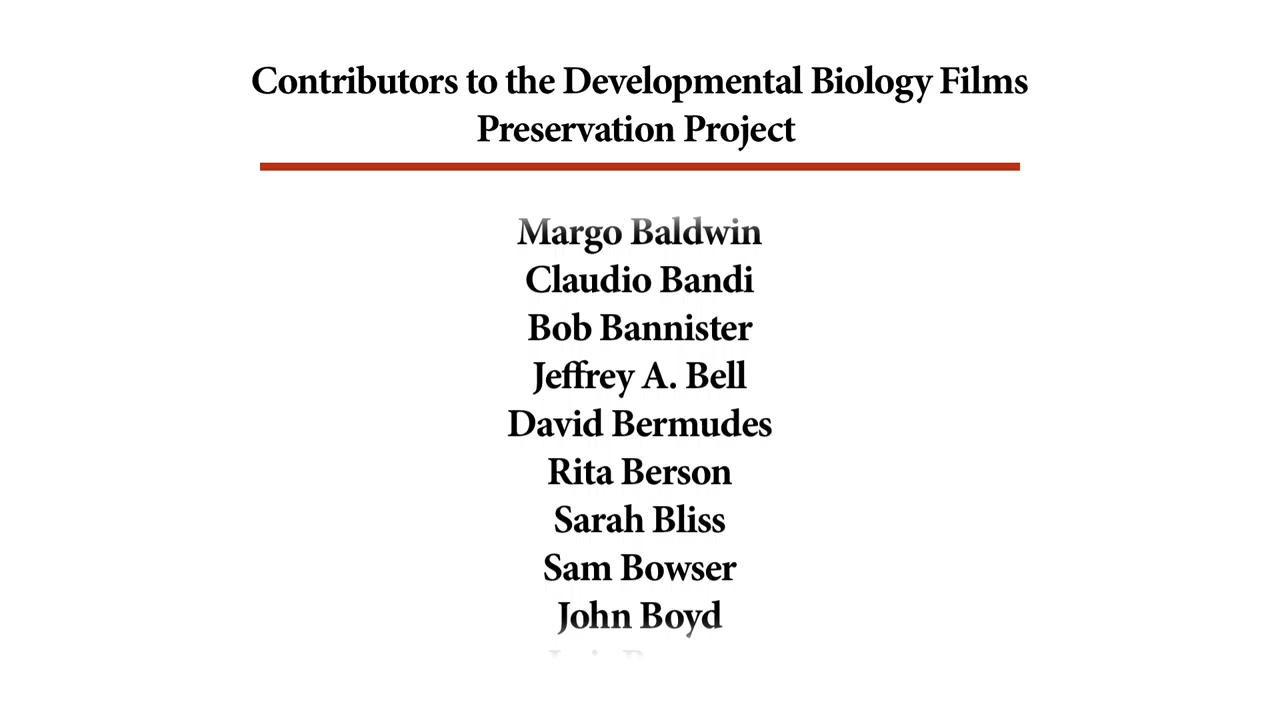 Contributors to the Developmental Biology Films
Preservation Project
Margo Baldwin
Claudio Bandi
Bob Bannister
Jeffrey A. Bell
David Bermudes
Rita Berson
Sarah Bliss
Sam Bowser
John Boyd